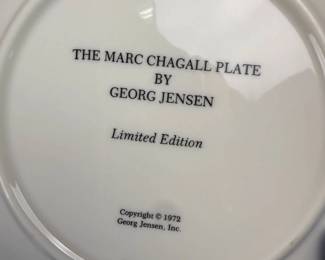 THE MARC CHAGALL PLATE
BY
GEORG JENSEN
Limited Edition
Copyright © 1972
Georg Jensen, Inc.